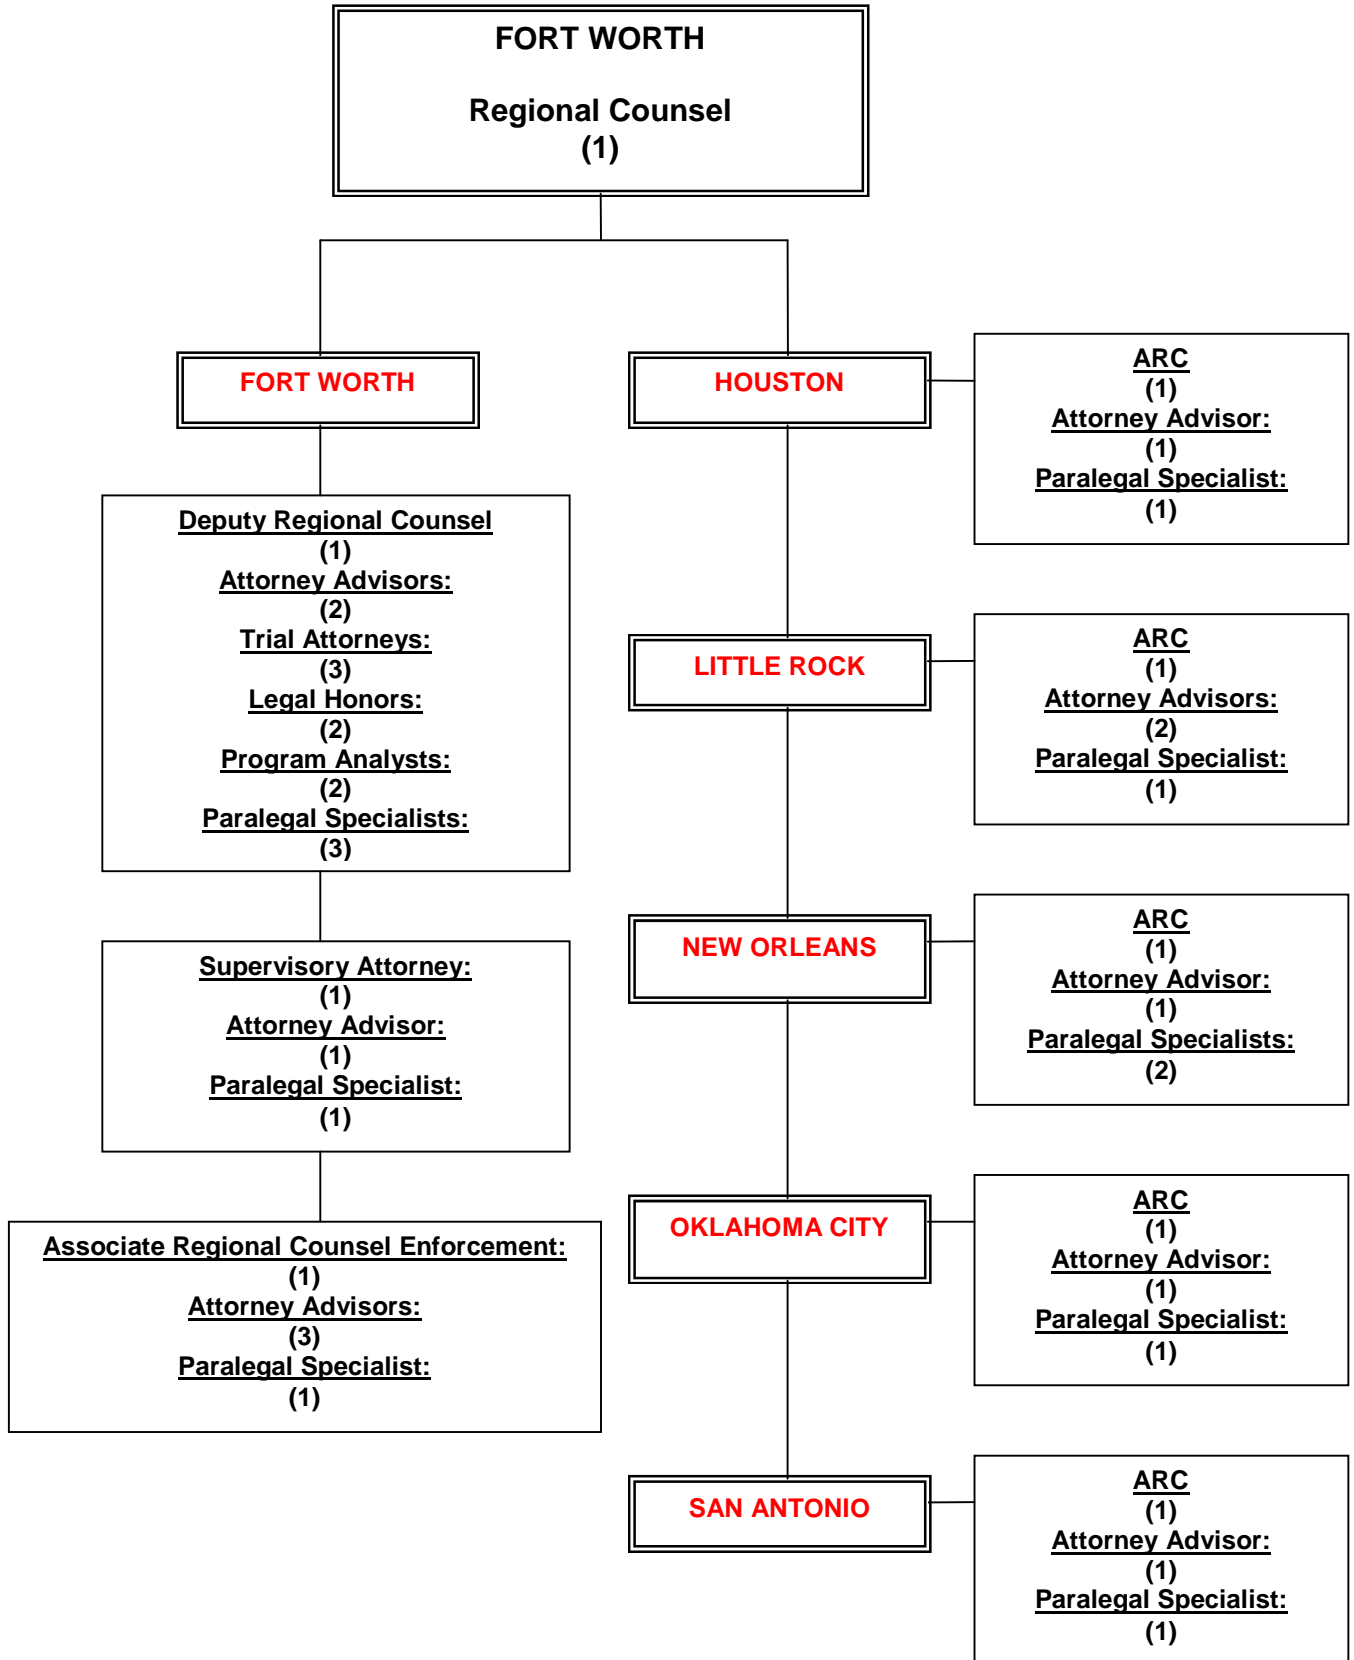 FORT WORTH
Regional Counsel
(1)
FORT WORTH
Deputy Regional Counsel
(1)
Attorney Advisors:
(2)
Trial Attorneys:
(3)
Legal Honors:
(2)
Program Analysts:
(2)
Paralegal Specialists:
(3)
Supervisory Attorney:
(1)
Attorney Advisor:
(1)
Paralegal Specialist:
(1)
Associate Regional Counsel Enforcement:
(1)
Attorney Advisors:
(3)
Paralegal Specialist:
(1)
HOUSTON
ARC
(1)
Attorney Advisor:
(1)
Paralegal Specialist:
(1)
LITTLE ROCK
ARC
(1)
Attorney Advisors:
(2)
Paralegal Specialist:
(1)
NEW ORLEANS
ARC
(1)
Attorney Advisor:
(1)
Paralegal Specialists:
(2)
OKLAHOMA CITY
ARC
(1)
Attorney Advisor:
(1)
Paralegal Specialist:
(1)
SAN ANTONIO
ARC
(1)
Attorney Advisor:
(1)
Paralegal Specialist:
(1)